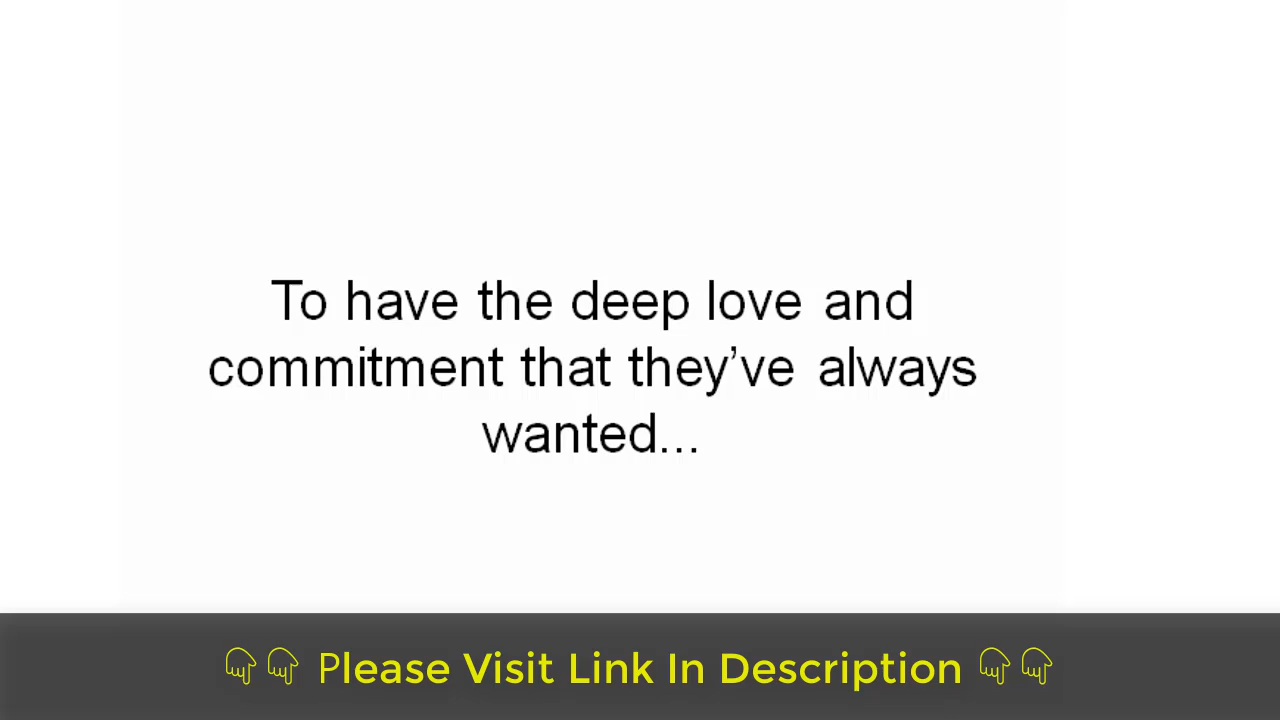 To have the deep love and
commitment that they’ve always
wanted...
👇👇 Please Visit Link In Description 👇👇